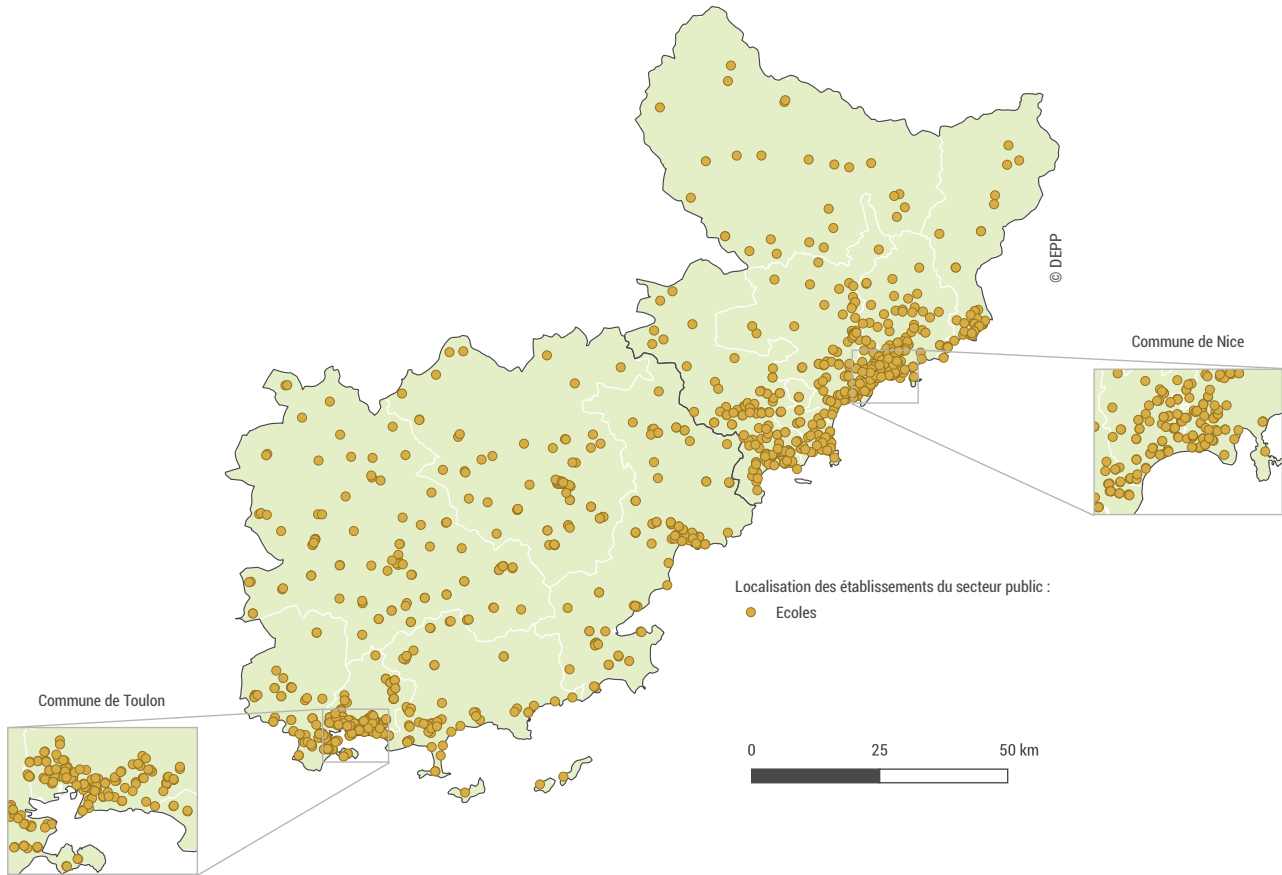 © DEPP
Commune de Nice
Localisation des établissements du secteur public :
Ecoles
Commune de Toulon
0 25 50 km